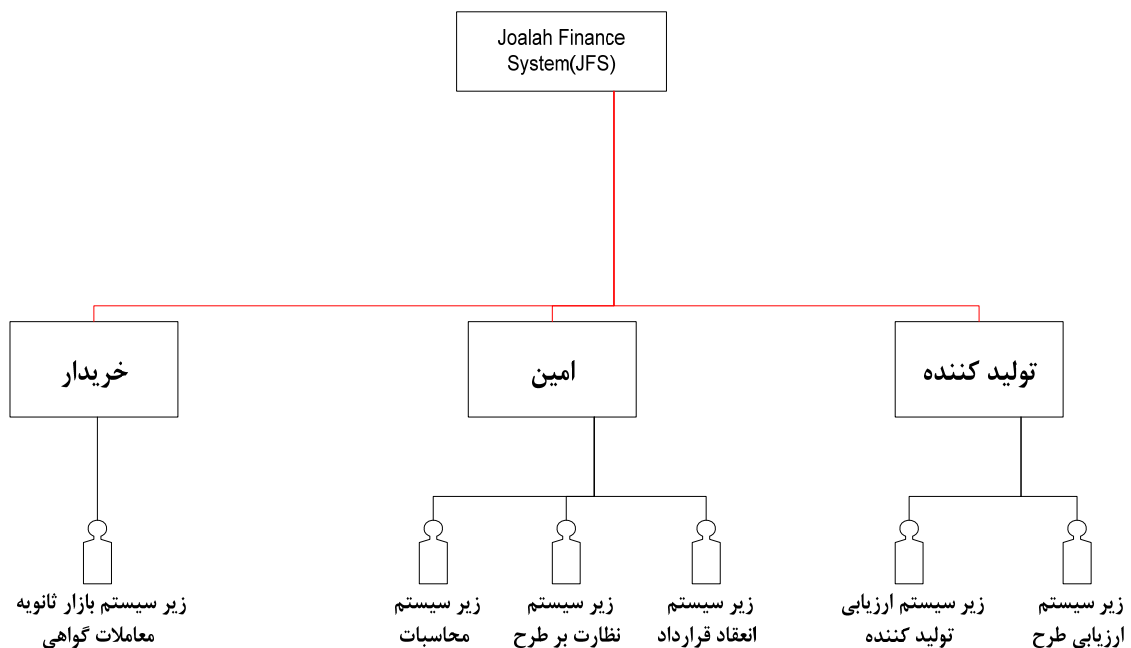 Joalah Finance
System(JFS)
تولید کننده
امین
خریدار
زیر سیستم
ارزیابی طرح
زیر سیستم ارزیابی
تولید کننده
زیر سیستم
انعقاد قرارداد
زیر سیستم
نظارت بر طرح
زیر سیستم
محاسبات
زیر سیستم بازار ثانویه
معاملات گواهی